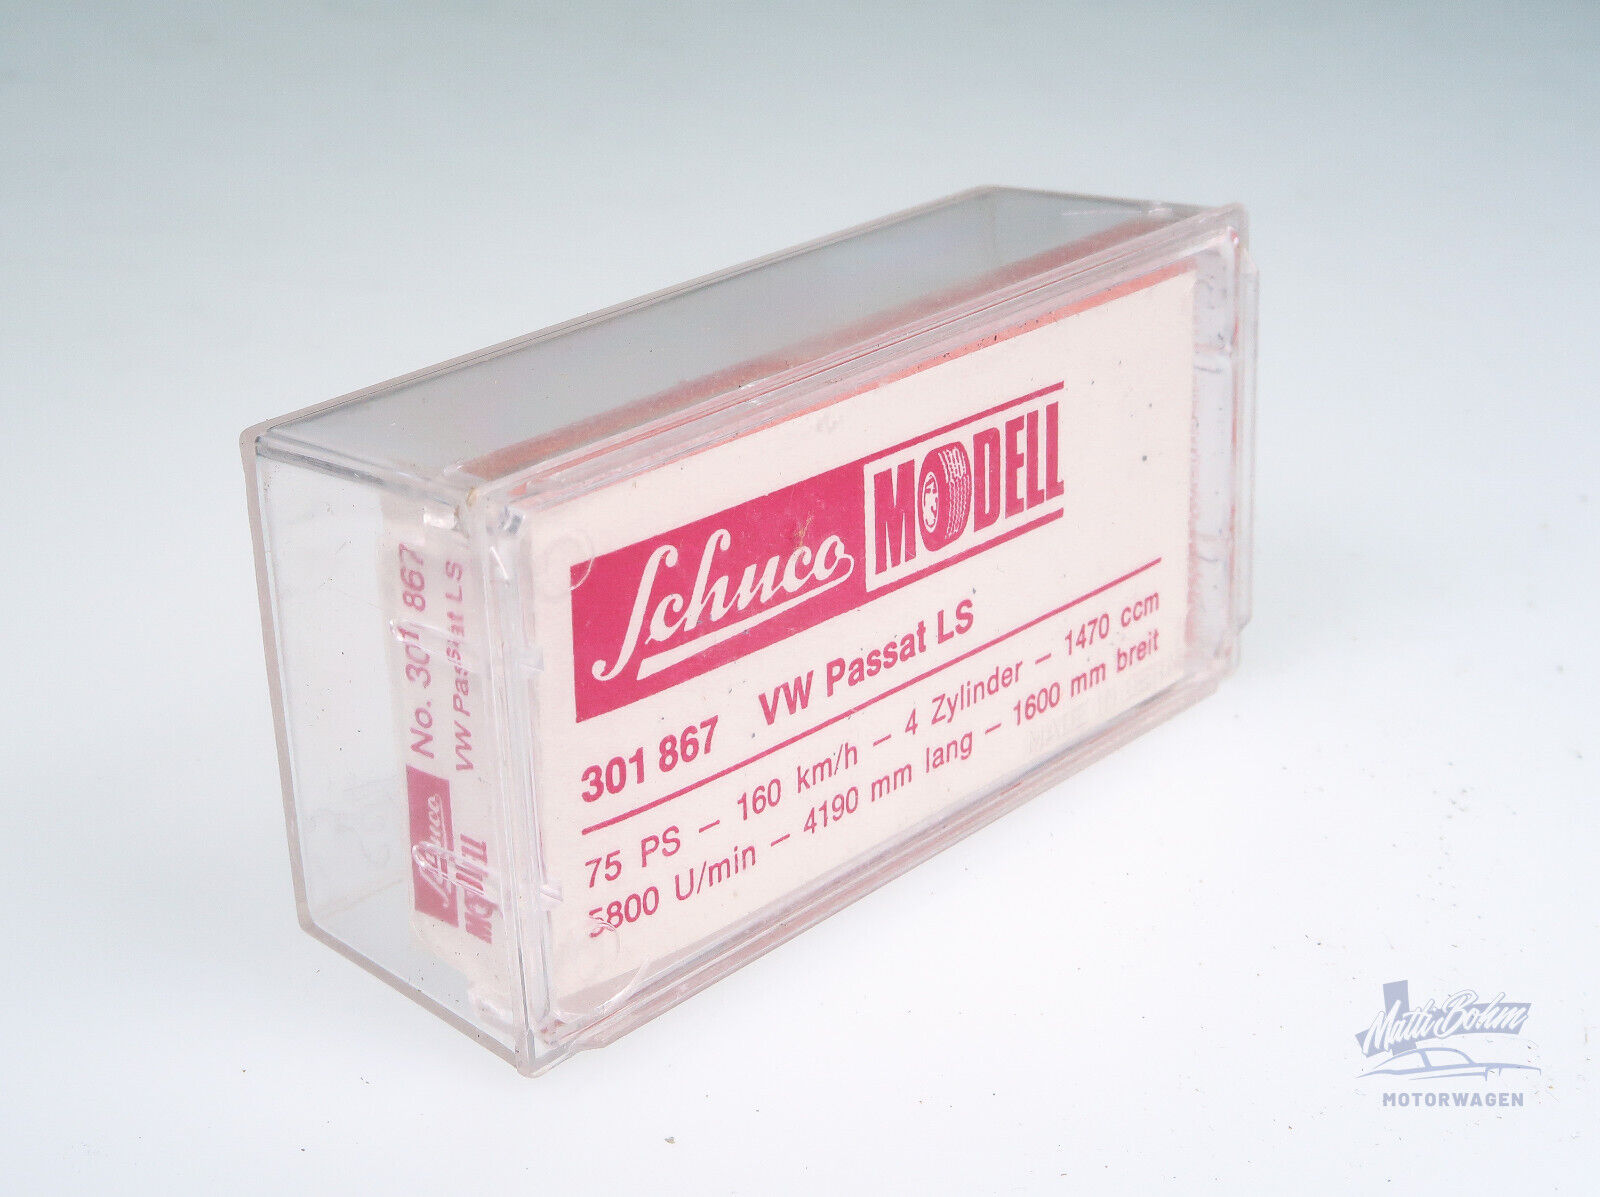 Schuco MODELL
301 867 VW Passat LS
75 PS – 160 km/h – 4 Zylinder – 1470 ccm
5800 U/min – 4190 mm lang – 1600 mm breit
Schuco No. 301 867
VW Passat LS
Matti Bohm
MOTORWAGEN